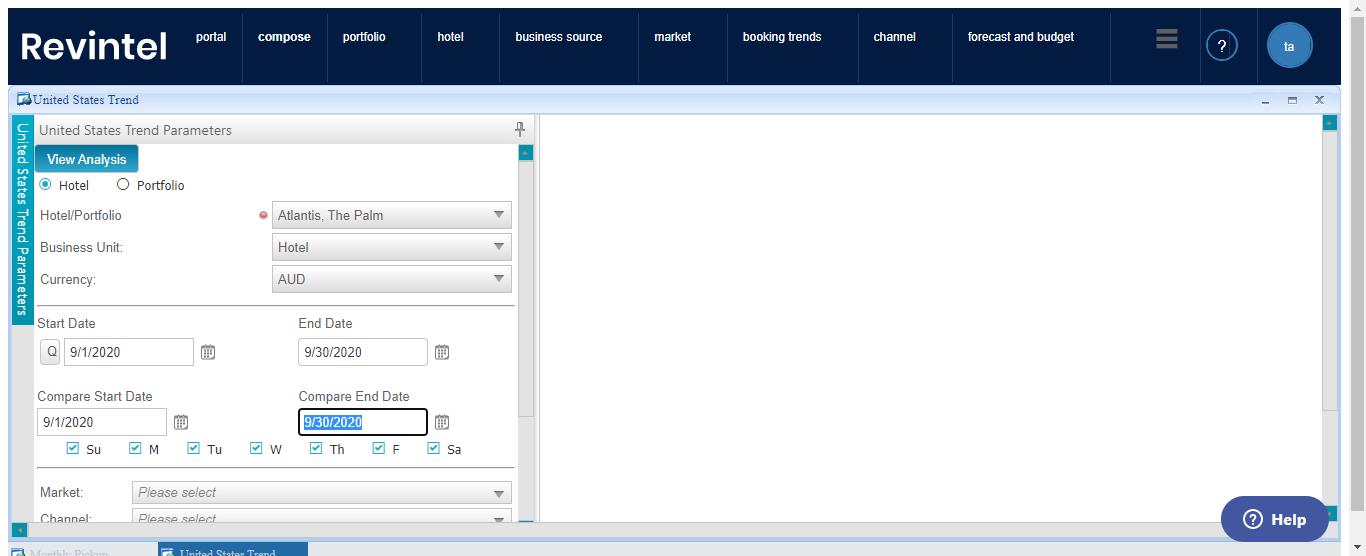 Revintel
portal
compose
portfolio
hotel
business source
market
booking trends
channel
forecast and budget
?
ta
United States Trend
United States Trend Parameters
United States Trend Parameters
View Analysis
Hotel
Portfolio
Hotel/Portfolio
Atlantis, The Palm
Business Unit:
Hotel
Currency:
AUD
Start Date
End Date
Q
9/1/2020
9/30/2020
Compare Start Date
Compare End Date
9/1/2020
9/30/2020
Su M Tu W Th F Sa
Market:
Please select
Channel:
Please select
? Help
Monthly Pickup
United States Trend